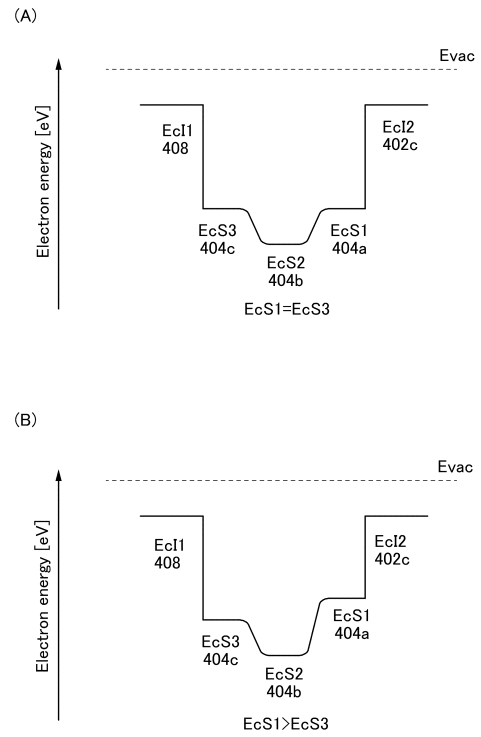 (A)
Evac
Electron energy [eV]
EcI1
408
EcI2
402c
EcS3
404c
EcS1
404a
EcS2
404b
EcS1=EcS3
(B)
Evac
Electron energy [eV]
EcI1
408
EcI2
402c
EcS3
404c
EcS1
404a
EcS2
404b
EcS1>EcS3